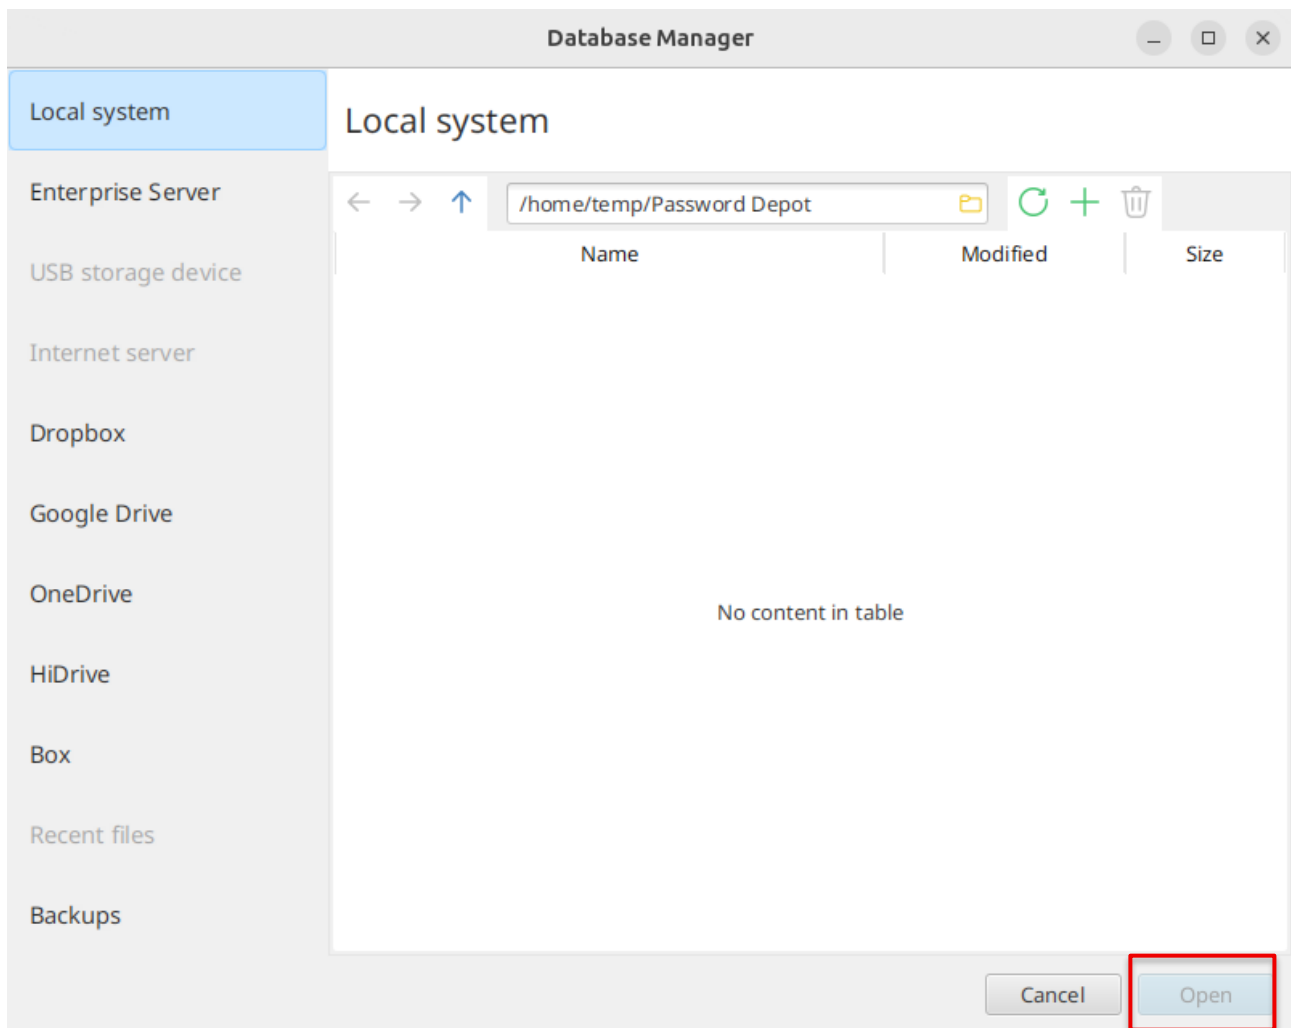 Database Manager
Local system
Enterprise Server
USB storage device
Internet server
Dropbox
Google Drive
OneDrive
HiDrive
Box
Recent files
Backups
Local system
/home/temp/Password Depot
Name Modified Size
No content in table
Cancel Open